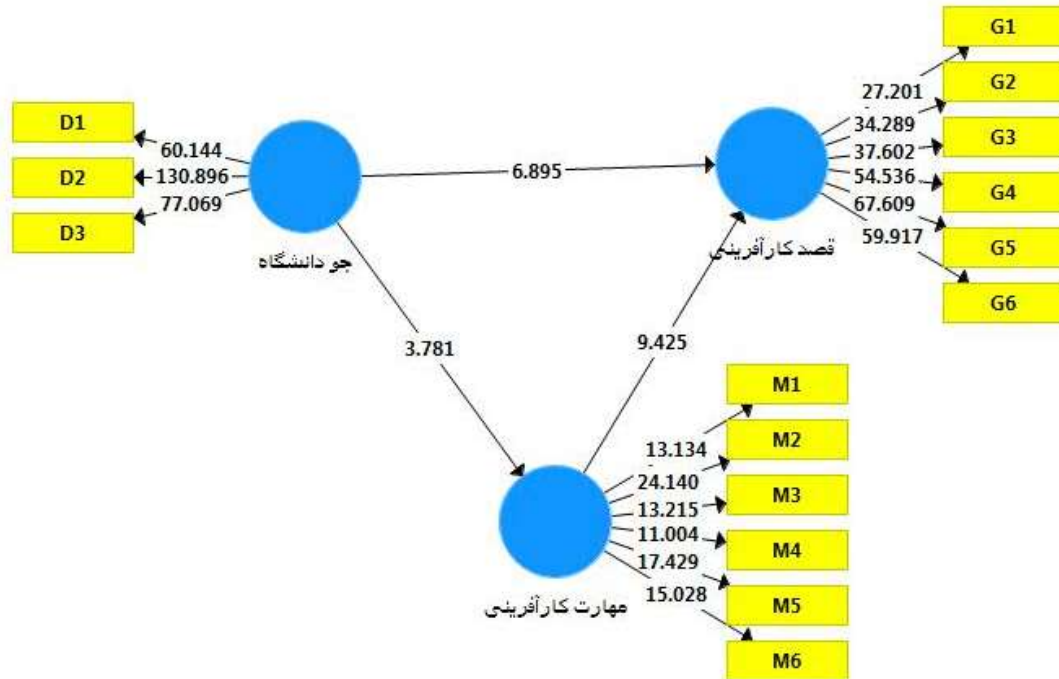 G1
G2
G3
G4
G5
G6
27.201
34.289
37.602
54.536
67.609
59.917
قصد کارآفرینی
D1
D2
D3
60.144
130.896
77.069
جو دانشگاه
6.895
3.781
9.425
M1
M2
M3
M4
M5
M6
13.134
24.140
13.215
11.004
17.429
15.028
مهارت کارآفرینی